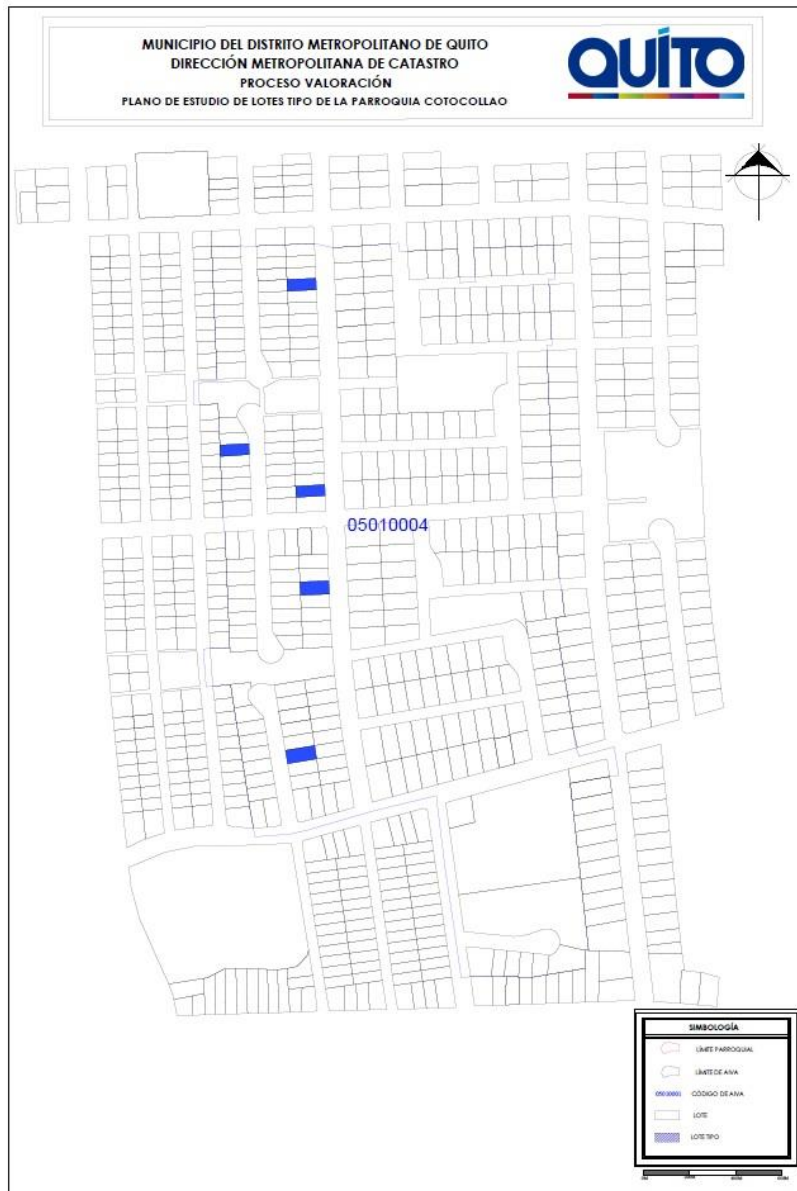 MUNICIPIO DEL DISTRITO METROPOLITANO DE QUITO
DIRECCIÓN METROPOLITANA DE CATASTRO
PROCESO VALORACIÓN
PLANO DE ESTUDIO DE LOTES TIPO DE LA PARROQUIA COTOCOLLAO
QUITO
05010004
SIMBOLOGÍA
LÍMITE PARROQUIAL
LÍMITE DE AIVA
05010001 CÓDIGO DE AIVA
LOTE
LOTE TIPO